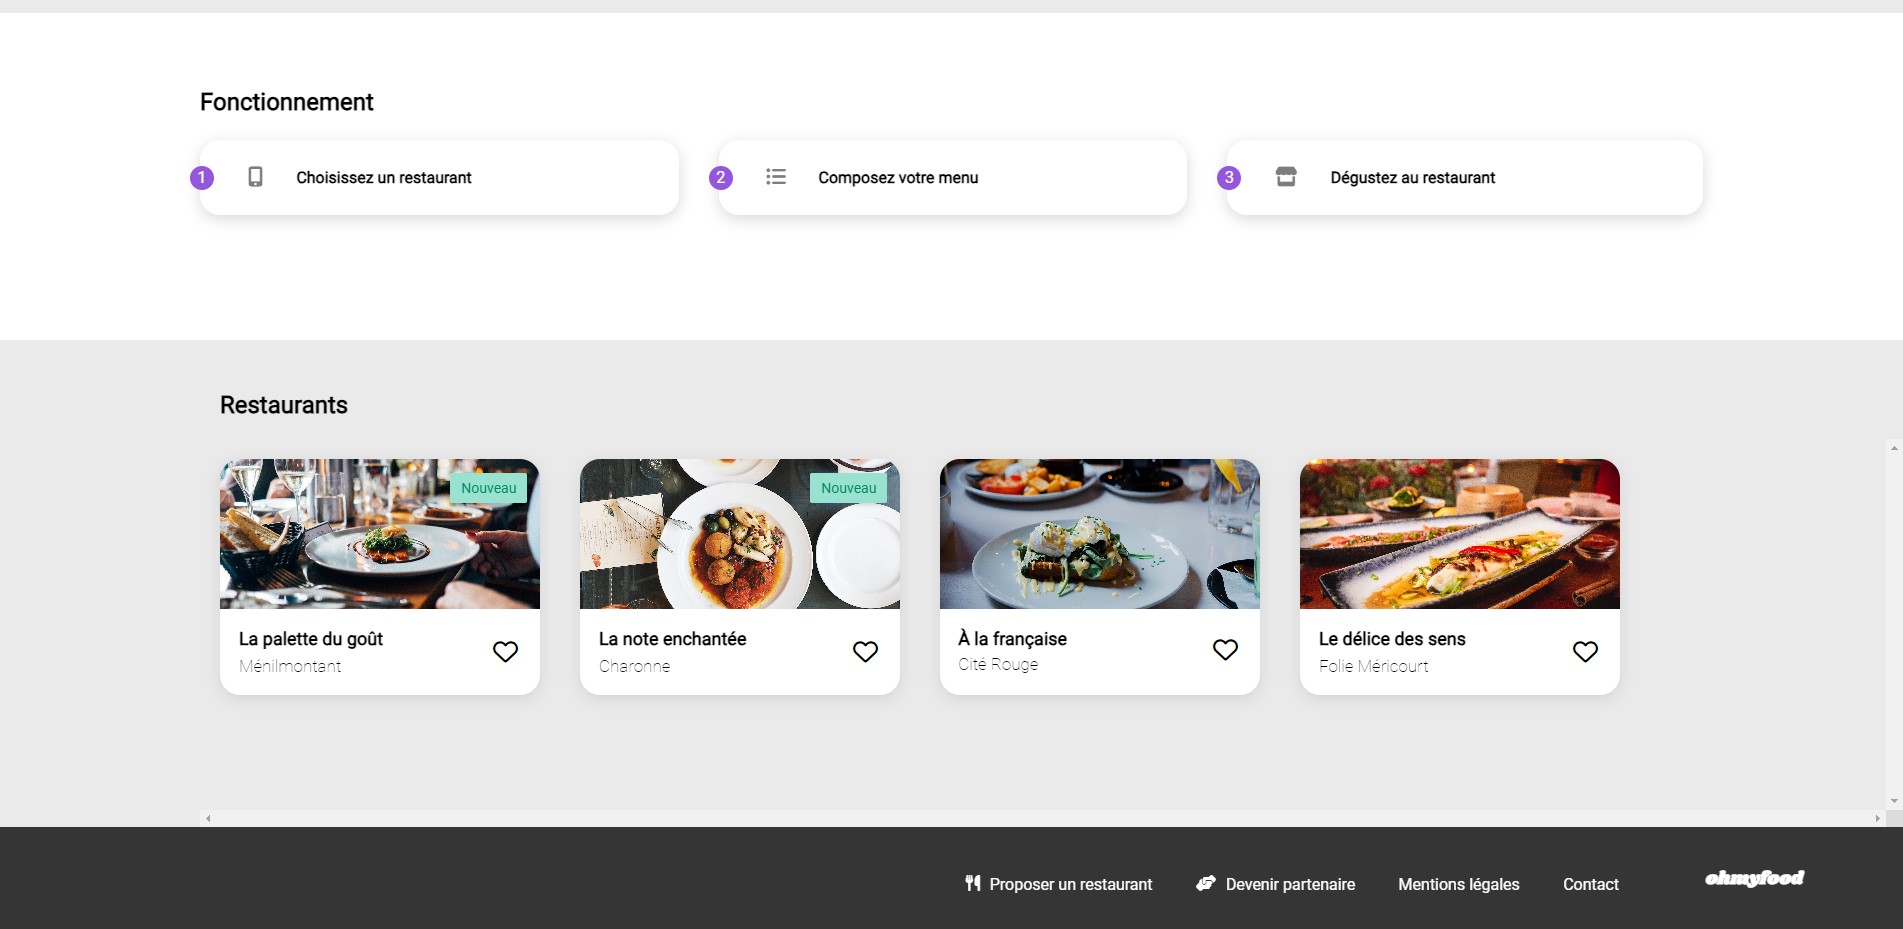 Fonctionnement
1 Choisissez un restaurant
2 Composez votre menu
3 Dégustez au restaurant
Restaurants
Nouveau
La palette du goût
Ménilmontant
Nouveau
La note enchantée
Charonne
À la française
Cité Rouge
Le délice des sens
Folie Méricourt
Proposer un restaurant Devenir partenaire Mentions légales Contact ohmyfood